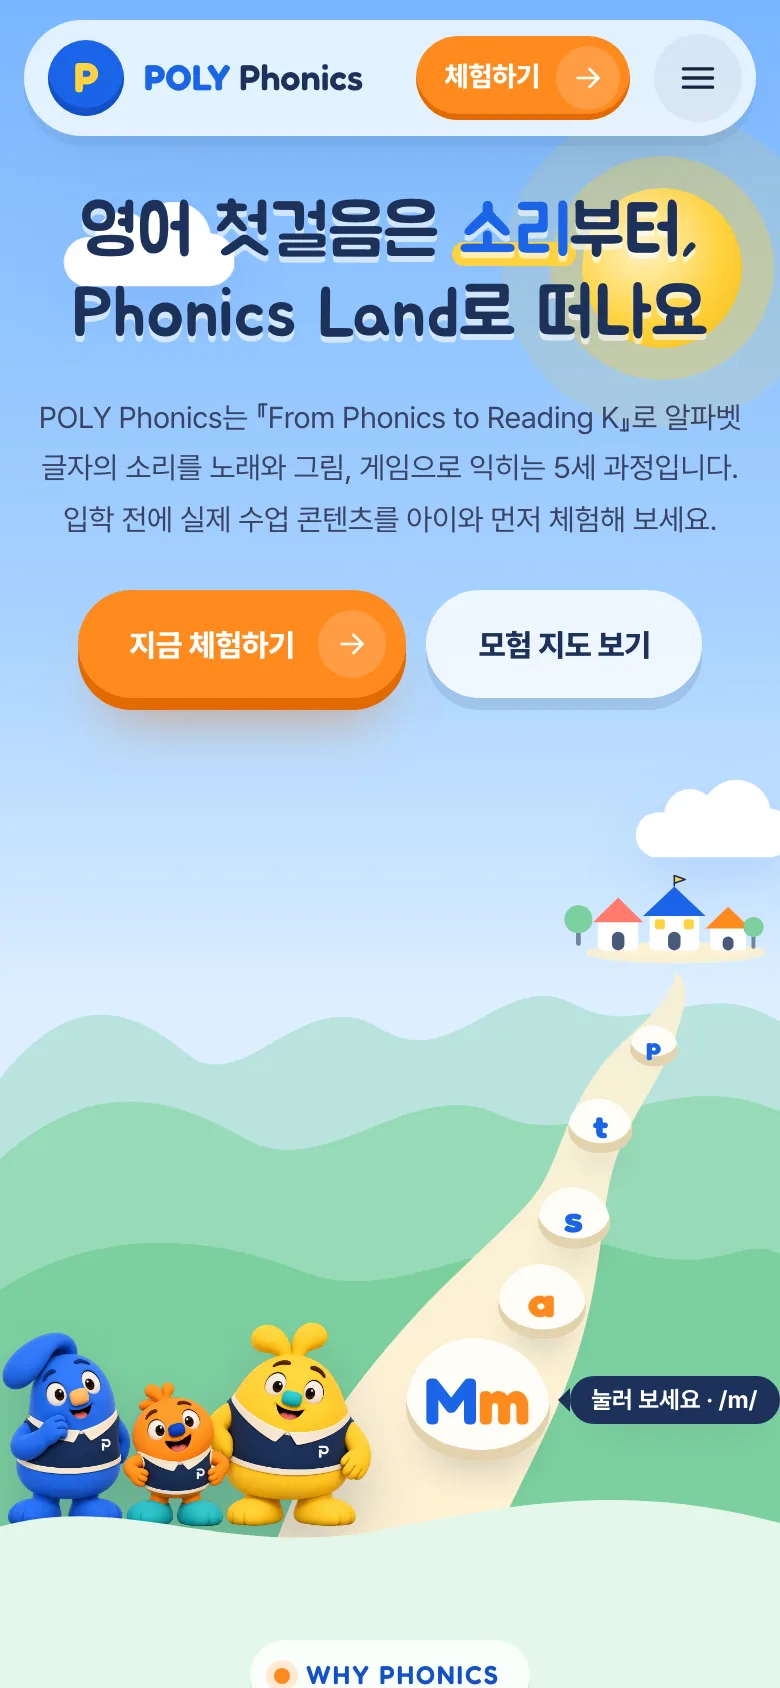 P POLY Phonics 체험하기
영어 첫걸음은 소리부터,
Phonics Land로 떠나요
POLY Phonics는 『From Phonics to Reading K』로 알파벳
글자의 소리를 노래와 그림, 게임으로 익히는 5세 과정입니다.
입학 전에 실제 수업 콘텐츠를 아이와 먼저 체험해 보세요.
지금 체험하기 모험 지도 보기
p
t
s
a
Mm 눌러 보세요 · /m/
P P P
WHY PHONICS